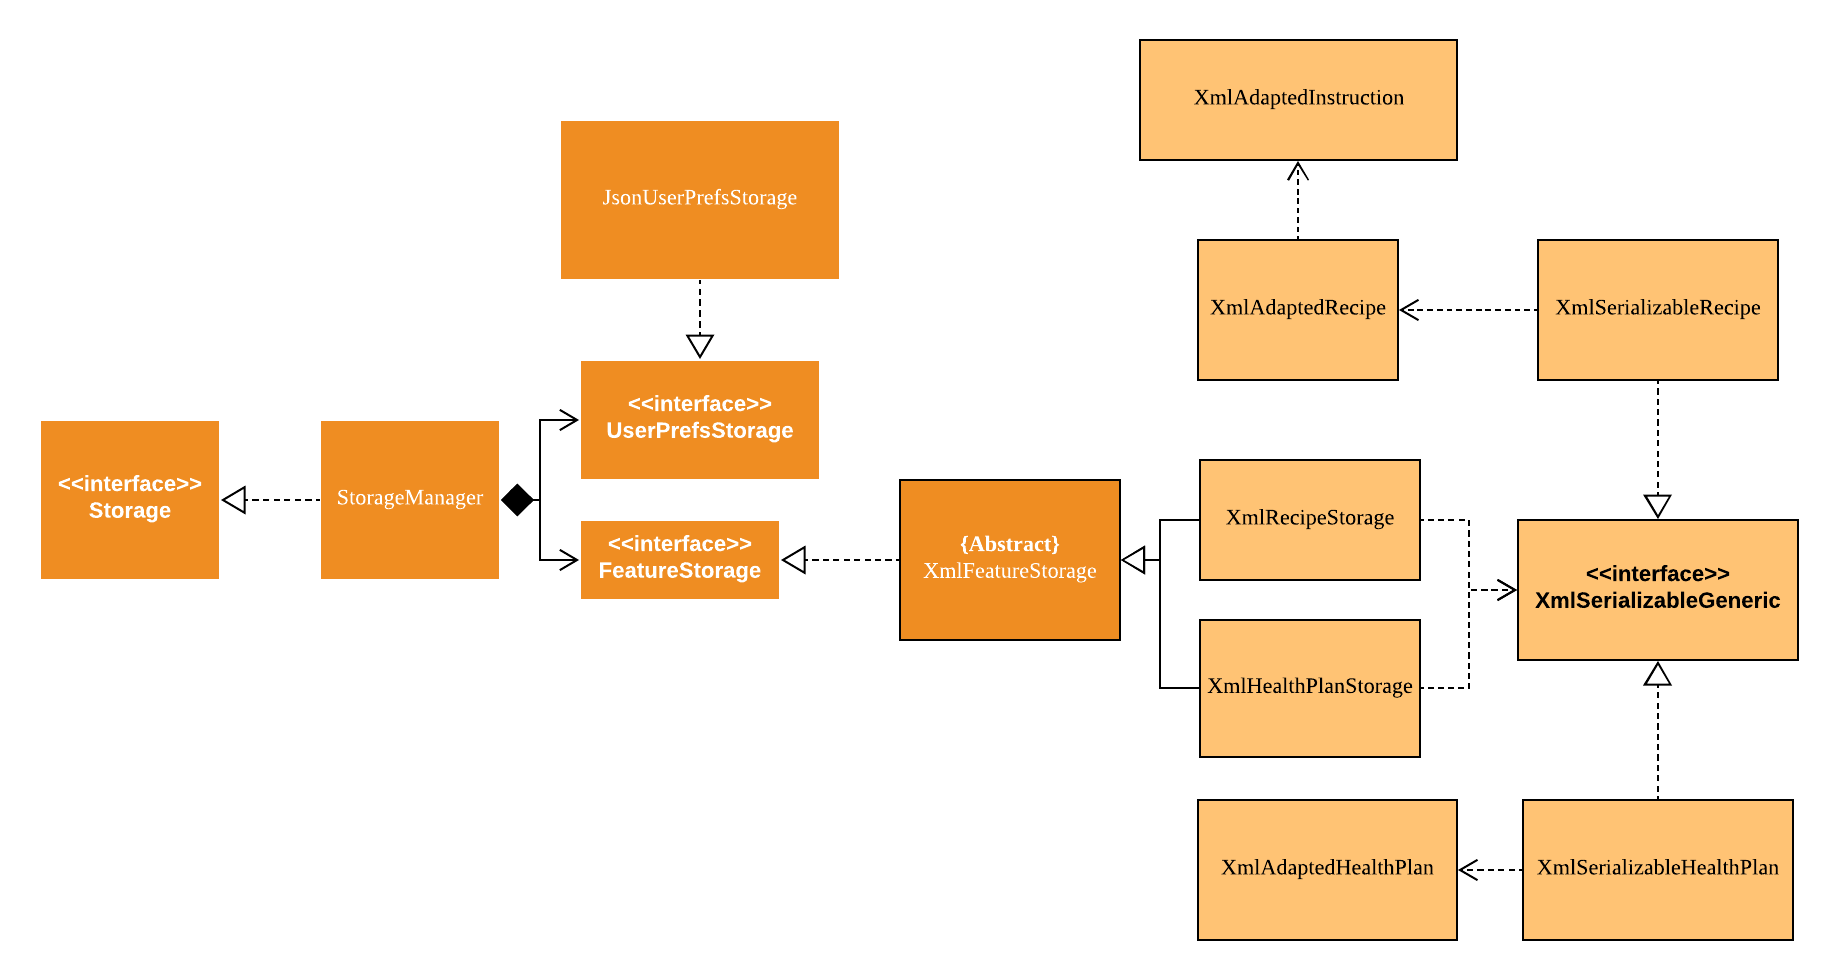 XmlAdaptedInstruction
JsonUserPrefsStorage
XmlAdaptedRecipe
XmlSerializableRecipe
<<interface>>
UserPrefsStorage
<<interface>>
Storage
StorageManager
<<interface>>
FeatureStorage
{Abstract}
XmlFeatureStorage
XmlRecipeStorage
<<interface>>
XmlSerializableGeneric
XmlHealthPlanStorage
XmlAdaptedHealthPlan
XmlSerializableHealthPlan